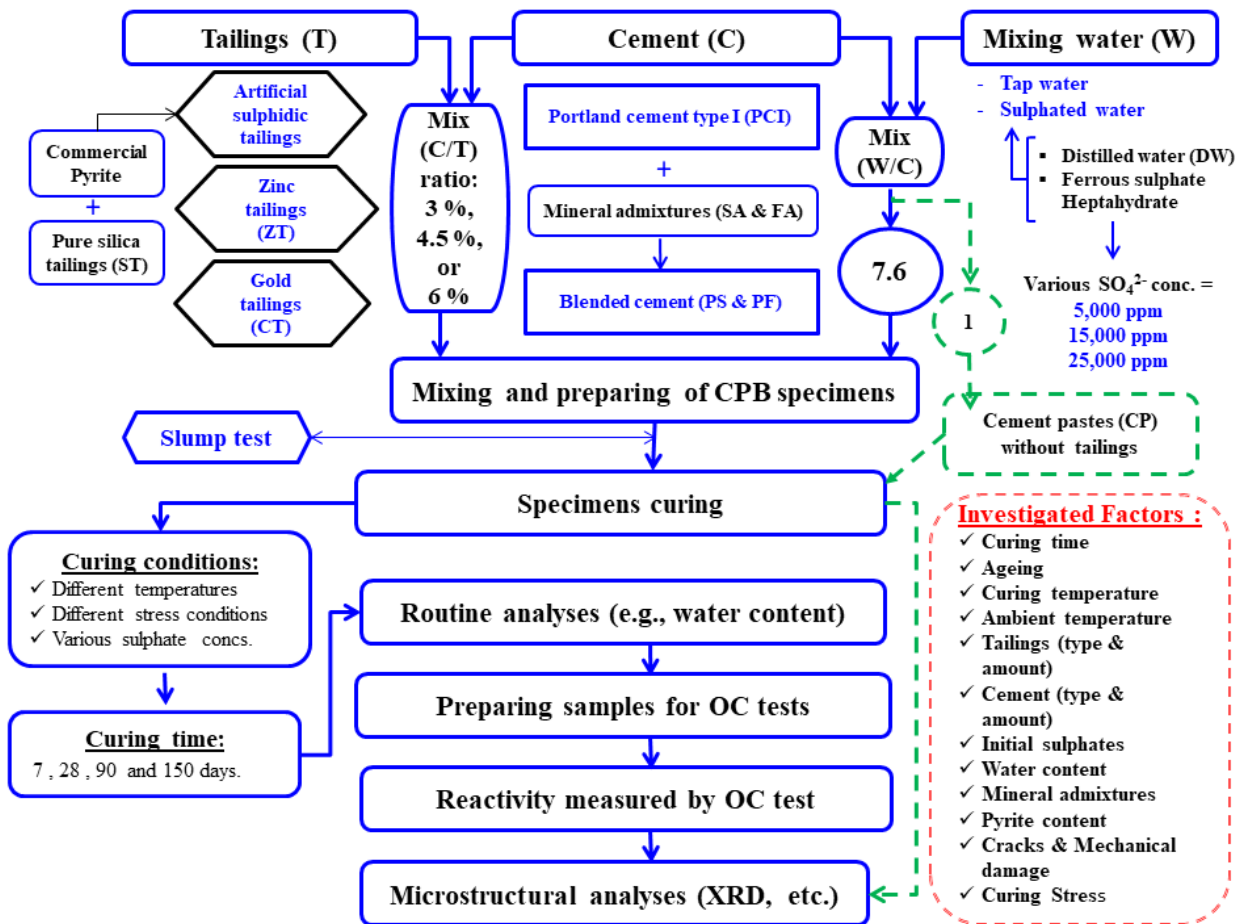 Tailings (T)
Cement (C)
Mixing water (W)
Artificial
sulphidic
tailings
Commercial
Pyrite
+
Pure silica
tailings (ST)
Zinc
tailings
(ZT)
Gold
tailings
(CT)
Mix
(C/T)
ratio:
3 %,
4.5 %,
or
6 %
Portland cement type I (PCI)
+
Mineral admixtures (SA & FA)
Blended cement (PS & PF)
Mix
(W/C)
7.6
1
- Tap water
- Sulphated water
▪ Distilled water (DW)
▪ Ferrous sulphate
Heptahydrate
Various SO₄²⁻ conc. =
5,000 ppm
15,000 ppm
25,000 ppm
Mixing and preparing of CPB specimens
Slump test
Cement pastes (CP)
without tailings
Specimens curing
Curing conditions:
✓ Different temperatures
✓ Different stress conditions
✓ Various sulphate concs.
Curing time:
7 , 28 , 90 and 150 days.
Routine analyses (e.g., water content)
Preparing samples for OC tests
Reactivity measured by OC test
Microstructural analyses (XRD, etc.)
Investigated Factors :
✓ Curing time
✓ Ageing
✓ Curing temperature
✓ Ambient temperature
✓ Tailings (type &
amount)
✓ Cement (type &
amount)
✓ Initial sulphates
✓ Water content
✓ Mineral admixtures
✓ Pyrite content
✓ Cracks & Mechanical
damage
✓ Curing Stress